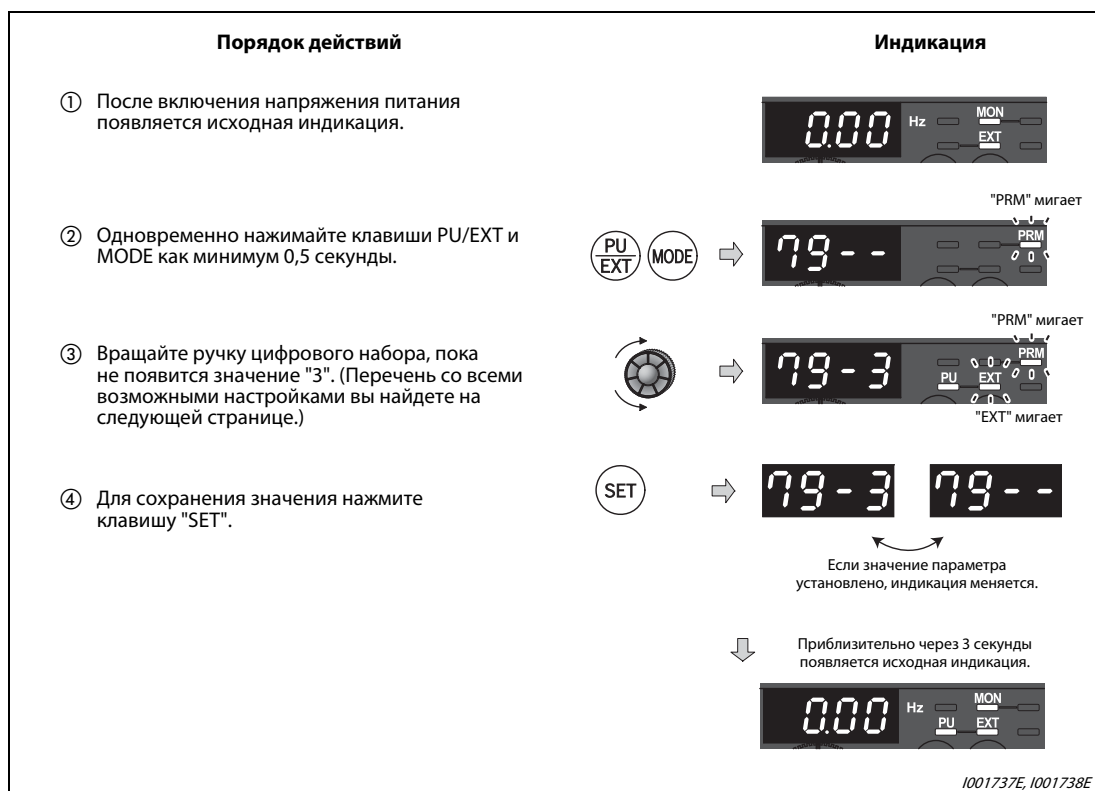 Порядок действий
Индикация
① После включения напряжения питания
появляется исходная индикация.
0.00 Hz MON
EXT
② Одновременно нажимайте клавиши PU/EXT и
MODE как минимум 0,5 секунды.
PU
EXT
MODE
"PRM" мигает
79-- PRM
③ Вращайте ручку цифрового набора, пока
не появится значение "3". (Перечень со всеми
возможными настройками вы найдете на
следующей странице.)
"PRM" мигает
79-3 PRM
PU EXT
"EXT" мигает
④ Для сохранения значения нажмите
клавишу "SET".
SET
79-3 79--
Если значение параметра
установлено, индикация меняется.
Приблизительно через 3 секунды
появляется исходная индикация.
0.00 Hz MON
PU EXT
I001737E, I001738E